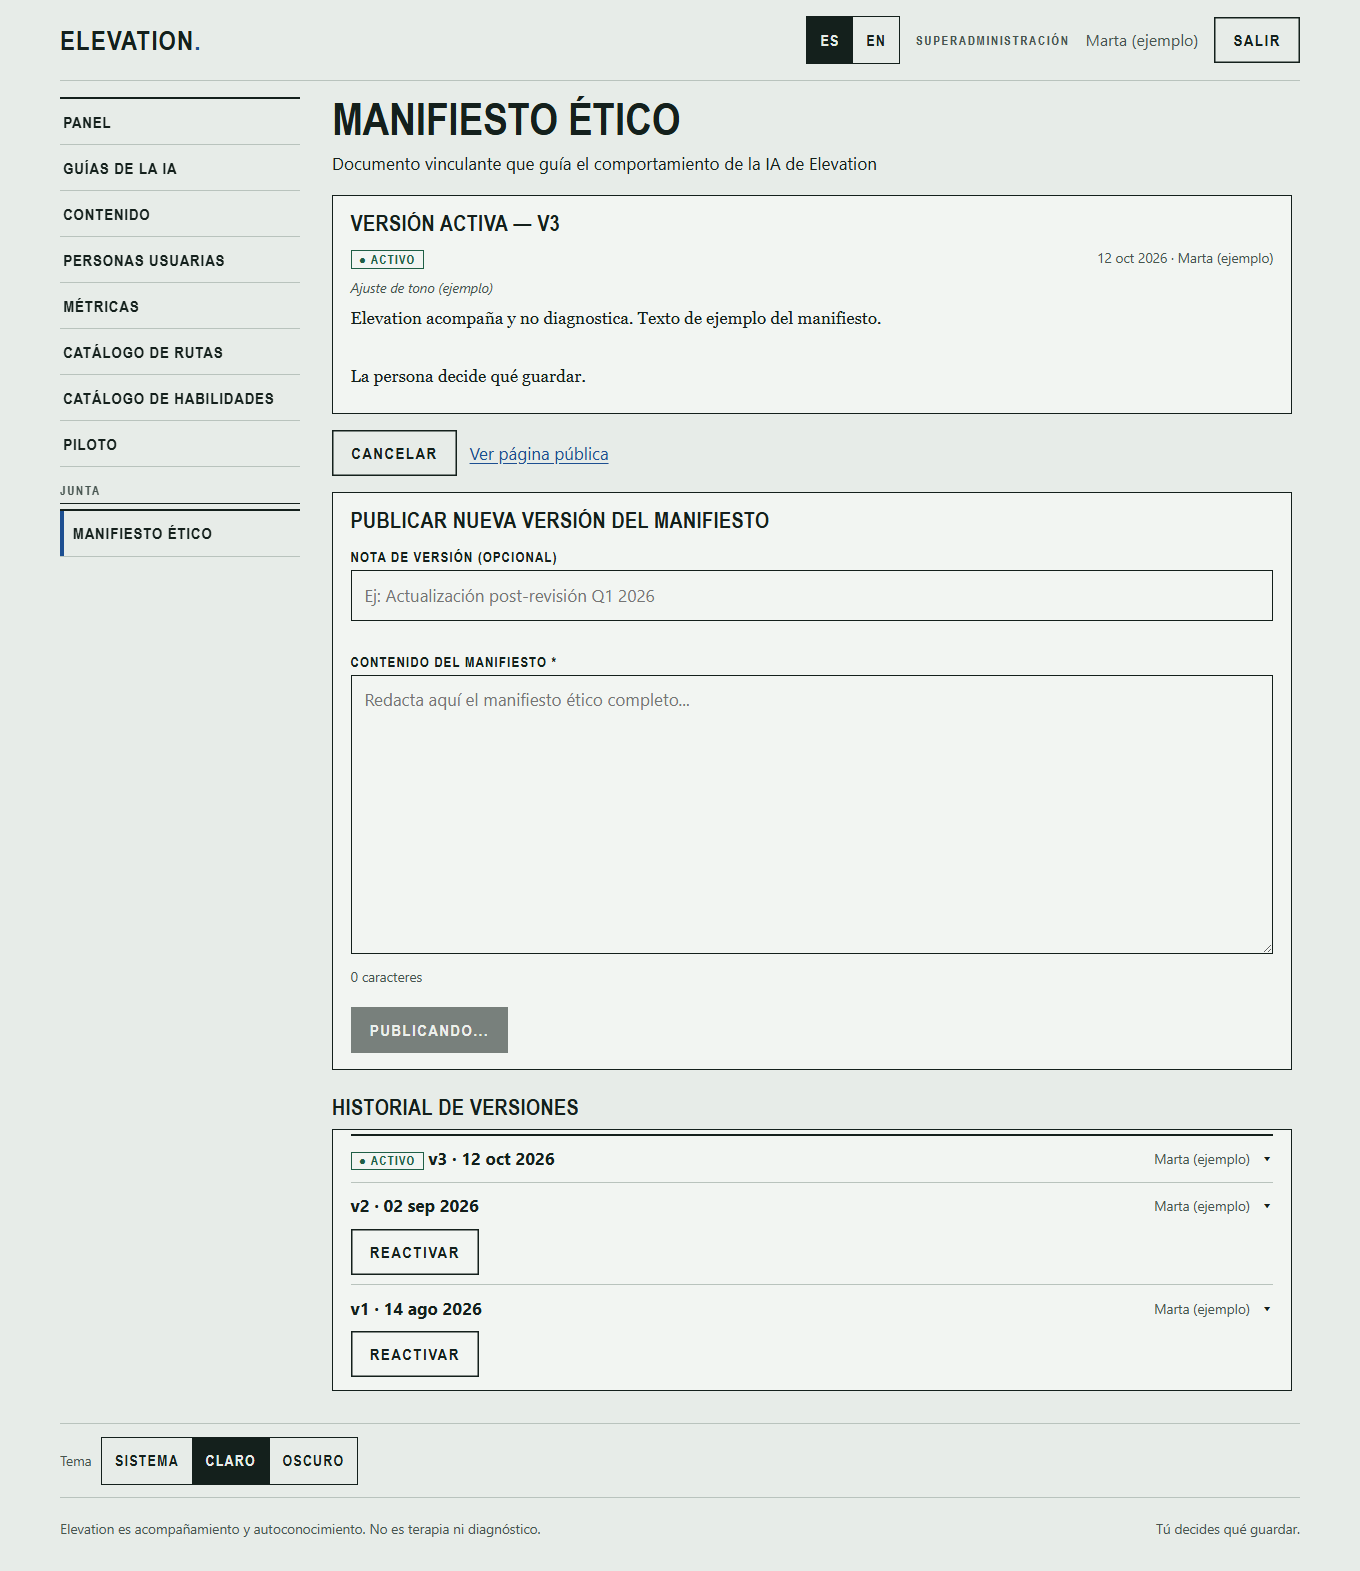 ELEVATION.
ES EN SUPERADMINISTRACIÓN Marta (ejemplo) SALIR
PANEL
GUÍAS DE LA IA
CONTENIDO
PERSONAS USUARIAS
MÉTRICAS
CATÁLOGO DE RUTAS
CATÁLOGO DE HABILIDADES
PILOTO
JUNTA
MANIFIESTO ÉTICO
MANIFIESTO ÉTICO
Documento vinculante que guía el comportamiento de la IA de Elevation
VERSIÓN ACTIVA — V3
● ACTIVO 12 oct 2026 · Marta (ejemplo)
Ajuste de tono (ejemplo)
Elevation acompaña y no diagnostica. Texto de ejemplo del manifiesto.
La persona decide qué guardar.
CANCELAR Ver página pública
PUBLICAR NUEVA VERSIÓN DEL MANIFIESTO
NOTA DE VERSIÓN (OPCIONAL)
Ej: Actualización post-revisión Q1 2026
CONTENIDO DEL MANIFIESTO *
Redacta aquí el manifiesto ético completo...
0 caracteres
PUBLICANDO...
HISTORIAL DE VERSIONES
● ACTIVO v3 · 12 oct 2026 Marta (ejemplo) ▾
v2 · 02 sep 2026 Marta (ejemplo) ▾
REACTIVAR
v1 · 14 ago 2026 Marta (ejemplo) ▾
REACTIVAR
Tema SISTEMA CLARO OSCURO
Elevation es acompañamiento y autoconocimiento. No es terapia ni diagnóstico. Tú decides qué guardar.